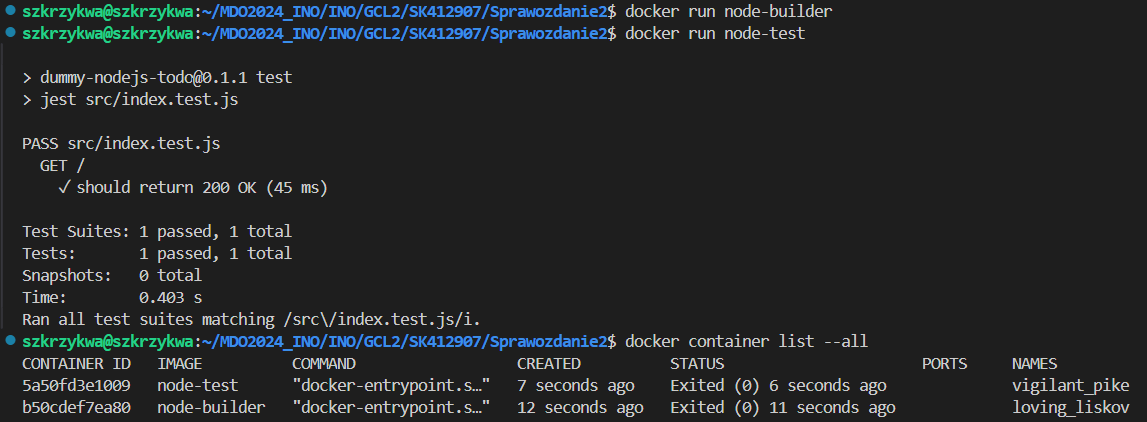 szkrzykwa@szkrzykwa:~/MDO2024_INO/INO/GCL2/SK412907/Sprawozdanie2$ docker run node-builder
szkrzykwa@szkrzykwa:~/MDO2024_INO/INO/GCL2/SK412907/Sprawozdanie2$ docker run node-test
> dummy-nodejs-todo@0.1.1 test
> jest src/index.test.js
PASS src/index.test.js
GET /
✓ should return 200 OK (45 ms)
Test Suites: 1 passed, 1 total
Tests:       1 passed, 1 total
Snapshots:   0 total
Time:        0.403 s
Ran all test suites matching /src\/index.test.js/i.
szkrzykwa@szkrzykwa:~/MDO2024_INO/INO/GCL2/SK412907/Sprawozdanie2$ docker container list --all
CONTAINER ID   IMAGE          COMMAND                  CREATED          STATUS                      PORTS     NAMES
5a50fd3e1009   node-test      "docker-entrypoint.s…"   7 seconds ago    Exited (0) 6 seconds ago              vigilant_pike
b50cdef7ea80   node-builder   "docker-entrypoint.s…"   12 seconds ago   Exited (0) 11 seconds ago             loving_liskov